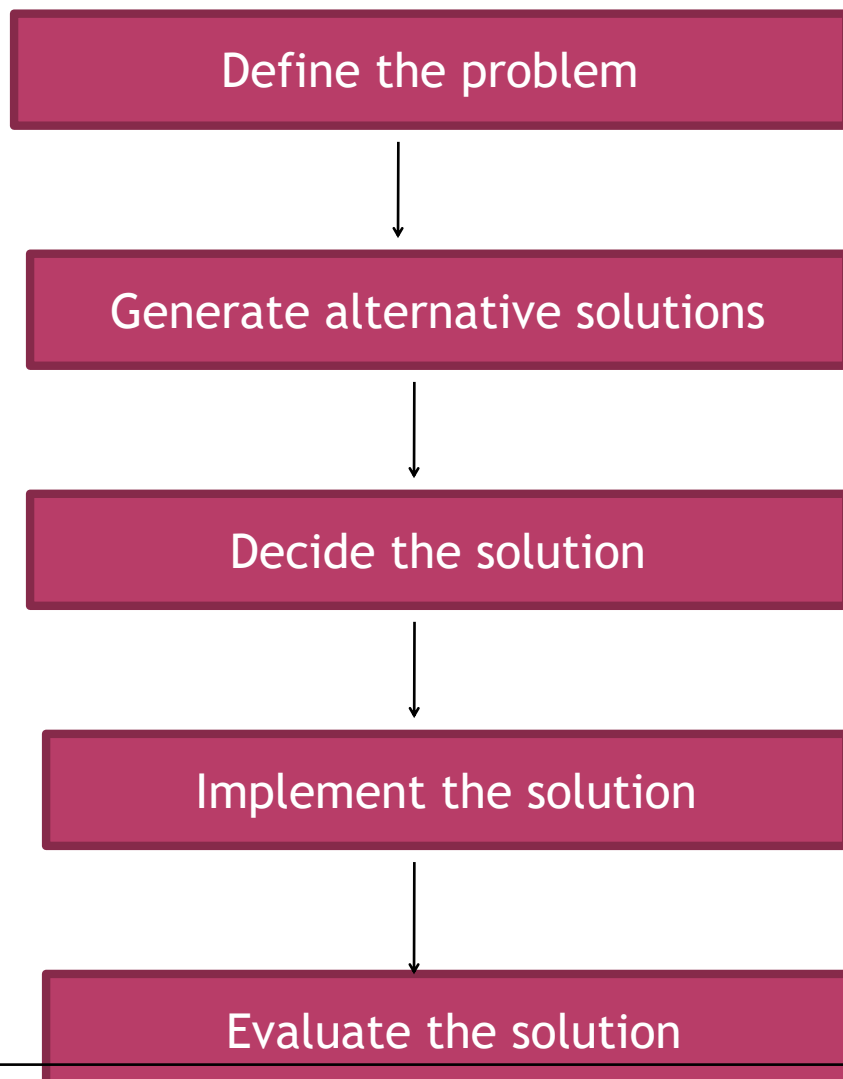 Define the problem
Generate alternative solutions
Decide the solution
Implement the solution
Evaluate the solution